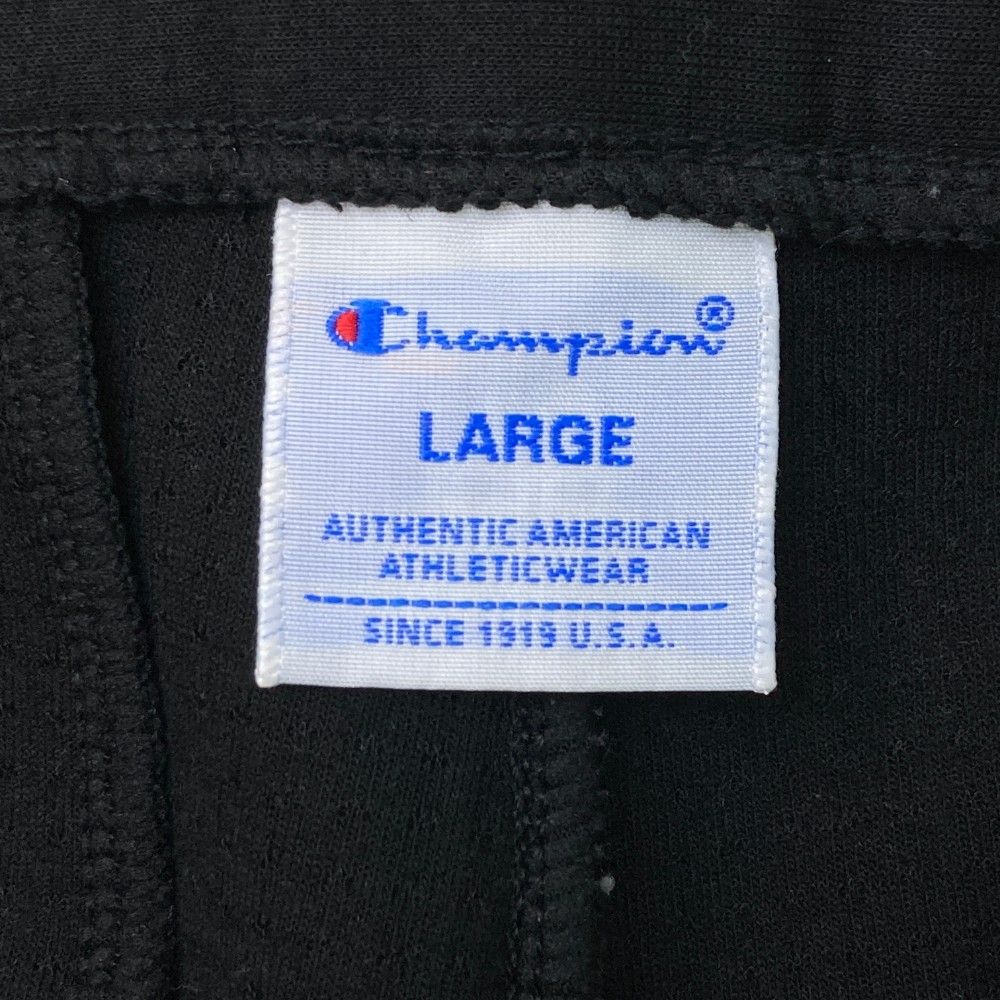 Champion®
LARGE
AUTHENTIC AMERICAN
ATHLETICWEAR
SINCE 1919 U.S.A.